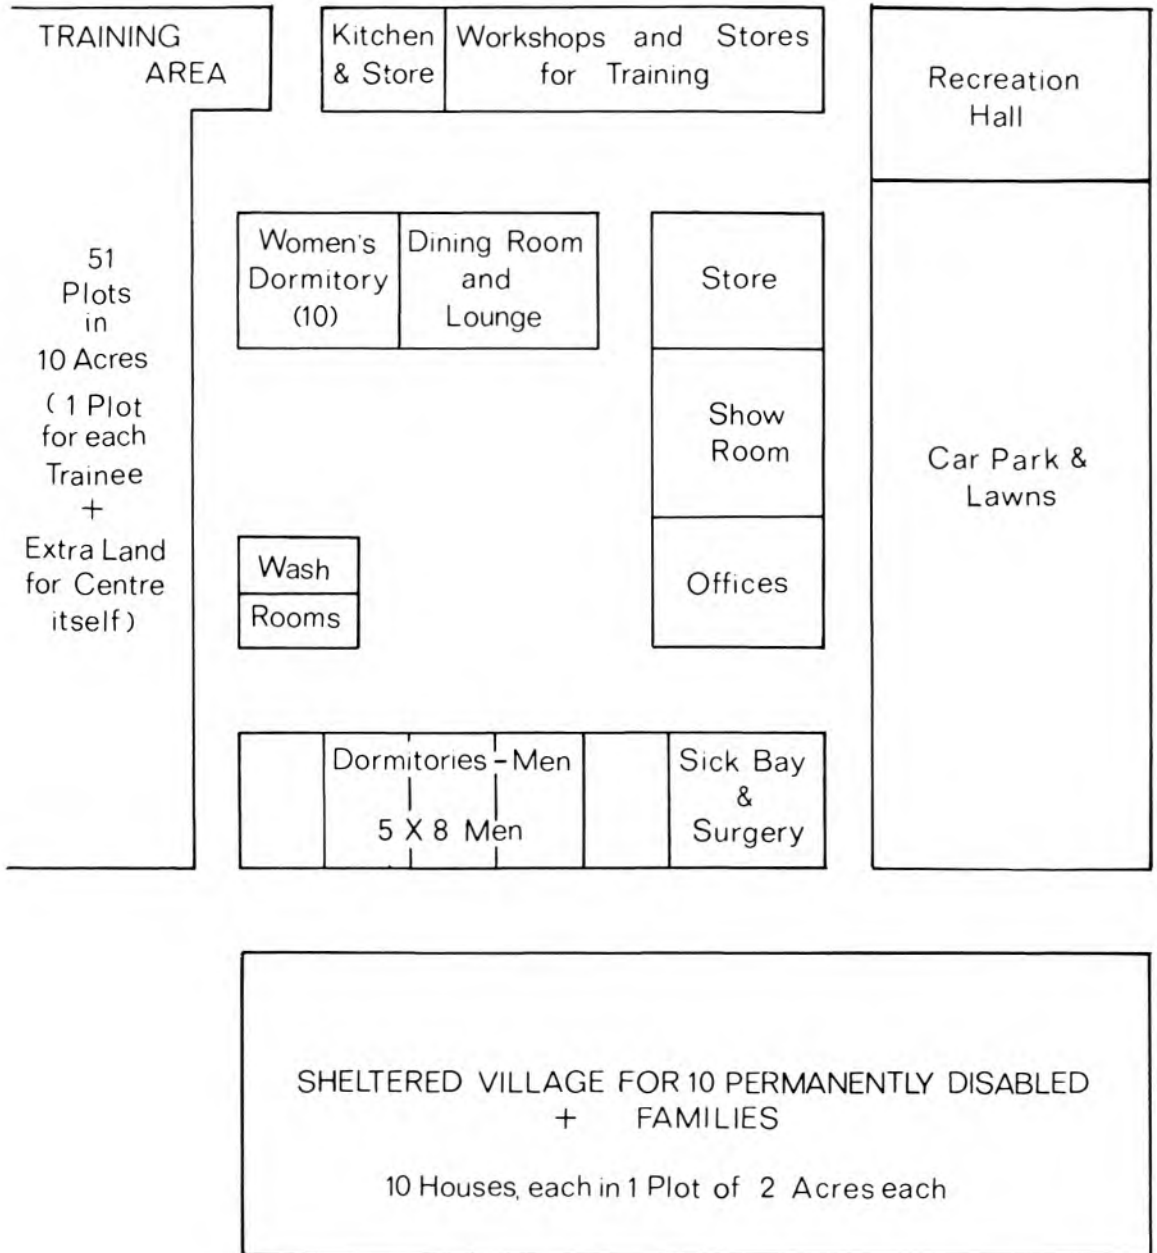 TRAINING
AREA
Kitchen
& Store
Workshops and Stores
for Training
Recreation
Hall
51
Plots
in
10 Acres
( 1 Plot
for each
Trainee
+
Extra Land
for Centre
itself )
Women's
Dormitory
(10)
Dining Room
and
Lounge
Store
Show
Room
Offices
Car Park &
Lawns
Wash
Rooms
Dormitories - Men
5 X 8 Men
Sick Bay
&
Surgery
SHELTERED VILLAGE FOR 10 PERMANENTLY DISABLED
+ FAMILIES
10 Houses, each in 1 Plot of 2 Acres each